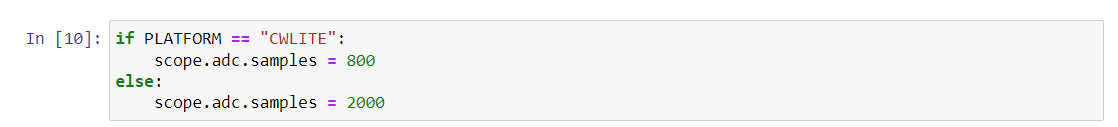 In [10]: if PLATFORM == "CWLITE":
    scope.adc.samples = 800
else:
    scope.adc.samples = 2000